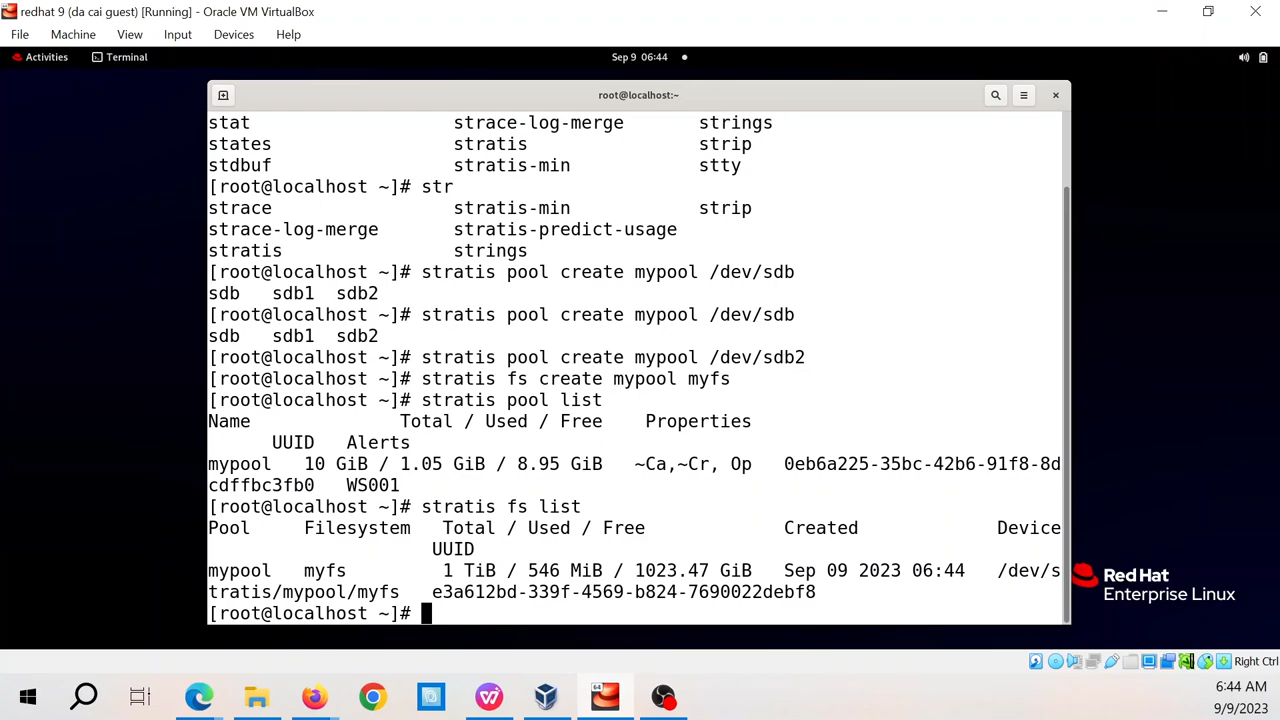 redhat 9 (da cai guest) [Running] - Oracle VM VirtualBox
File Machine View Input Devices Help
Activities Terminal Sep 9 06:44
root@localhost:~
stat strace-log-merge strings
states stratis strip
stdbuf stratis-min stty
[root@localhost ~]# str
strace stratis-min strip
strace-log-merge stratis-predict-usage
stratis strings
[root@localhost ~]# stratis pool create mypool /dev/sdb
sdb sdb1 sdb2
[root@localhost ~]# stratis pool create mypool /dev/sdb
sdb sdb1 sdb2
[root@localhost ~]# stratis pool create mypool /dev/sdb2
[root@localhost ~]# stratis fs create mypool myfs
[root@localhost ~]# stratis pool list
Name Total / Used / Free Properties
UUID Alerts
mypool 10 GiB / 1.05 GiB / 8.95 GiB ~Ca,~Cr, Op 0eb6a225-35bc-42b6-91f8-8d
cdffbc3fb0 WS001
[root@localhost ~]# stratis fs list
Pool Filesystem Total / Used / Free Created Device
UUID
mypool myfs 1 TiB / 546 MiB / 1023.47 GiB Sep 09 2023 06:44 /dev/s
tratis/mypool/myfs e3a612bd-339f-4569-b824-7690022debf8
[root@localhost ~]#
Red Hat
Enterprise Linux
Right Ctrl
64
6:44 AM
9/9/2023